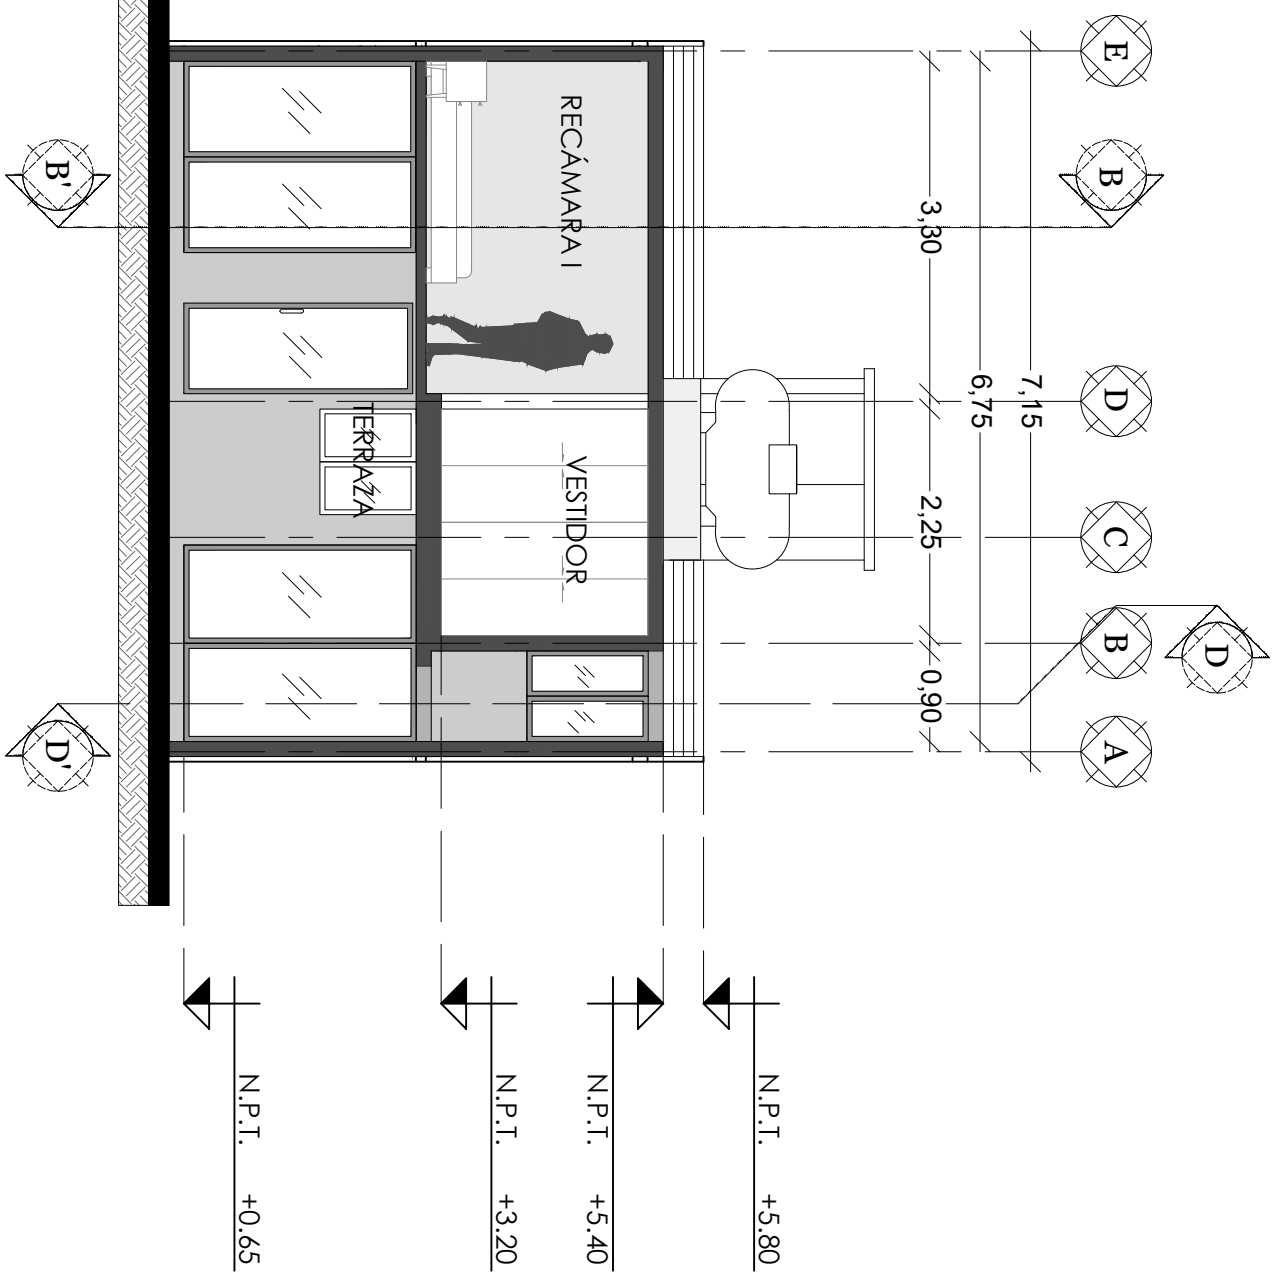 E
D
C
B
A
B
D
7,15
6,75
3,30
2,25
0,90
RECÁMARA I
VESTIDOR
TERRAZA
N.P.T. +5.80
N.P.T. +5.40
N.P.T. +3.20
N.P.T. +0.65
B'
D'